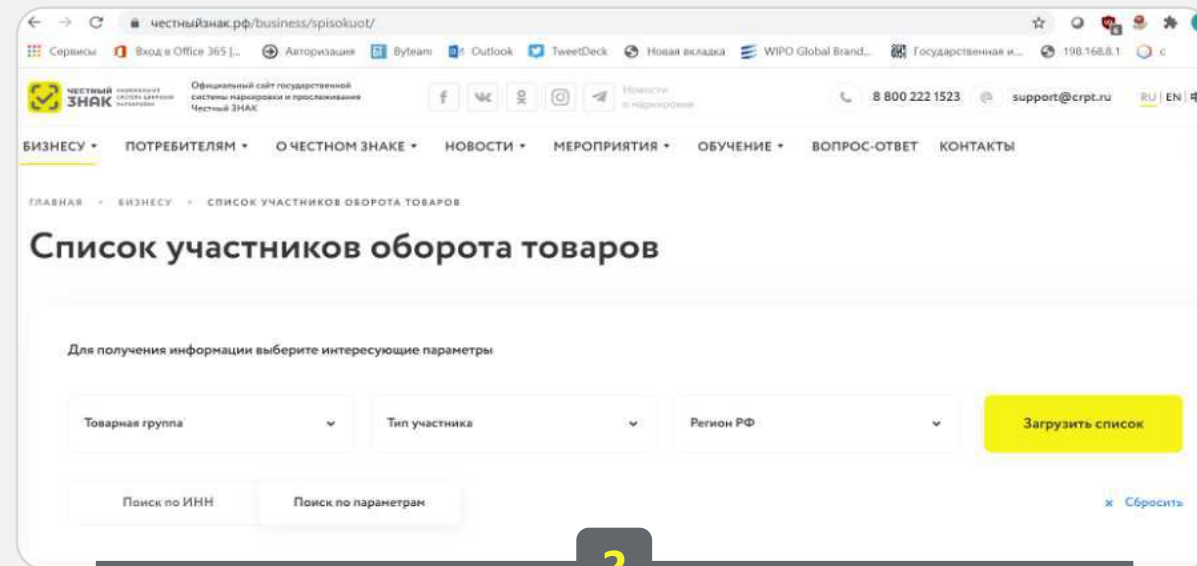 честныйзнак.рф/business/spisokuot/
Сервисы Вход в Office 365 |... Авторизация Byteam Outlook TweetDeck Новая вкладка WIPO Global Brand... Государственная и... 198.168.8.1 с
ЧЕСТНЫЙ ЗНАК
Официальный сайт государственной
системы маркировки и прослеживания
Честный ЗНАК
Новости
о маркировке
8 800 222 1523 @ support@crpt.ru RU | EN |
БИЗНЕСУ ПОТРЕБИТЕЛЯМ О ЧЕСТНОМ ЗНАКЕ НОВОСТИ МЕРОПРИЯТИЯ ОБУЧЕНИЕ ВОПРОС-ОТВЕТ КОНТАКТЫ
ГЛАВНАЯ БИЗНЕСУ СПИСОК УЧАСТНИКОВ ОБОРОТА ТОВАРОВ
Список участников оборота товаров
Для получения информации выберите интересующие параметры
Товарная группа Тип участника Регион РФ Загрузить список
Поиск по ИНН Поиск по параметрам × Сбросить
2